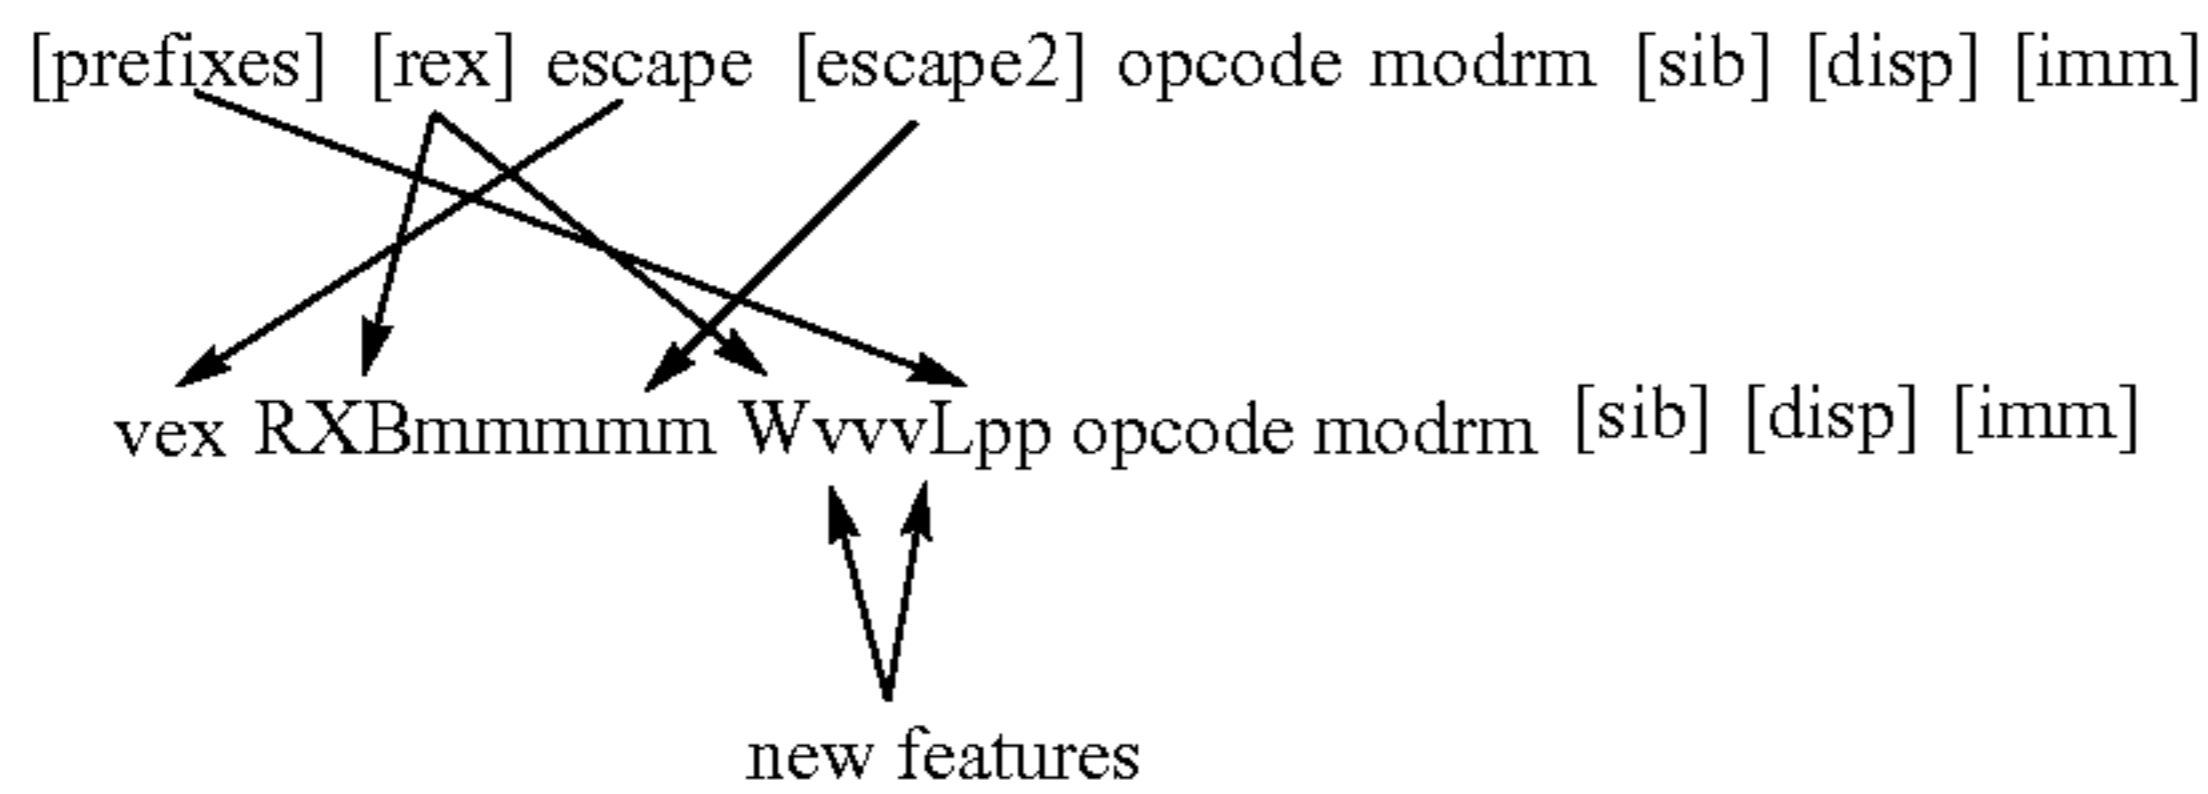 [prefixes] [rex] escape [escape2] opcode modrm [sib] [disp] [imm]
vex RXBmmmmm WvvvLpp opcode modrm [sib] [disp] [imm]
new features